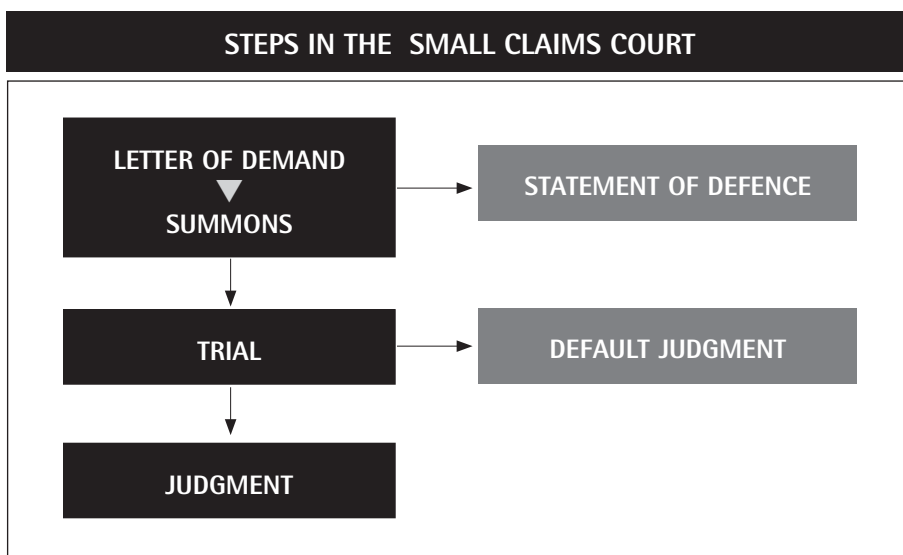 STEPS IN THE SMALL CLAIMS COURT
LETTER OF DEMAND
SUMMONS
STATEMENT OF DEFENCE
TRIAL
DEFAULT JUDGMENT
JUDGMENT